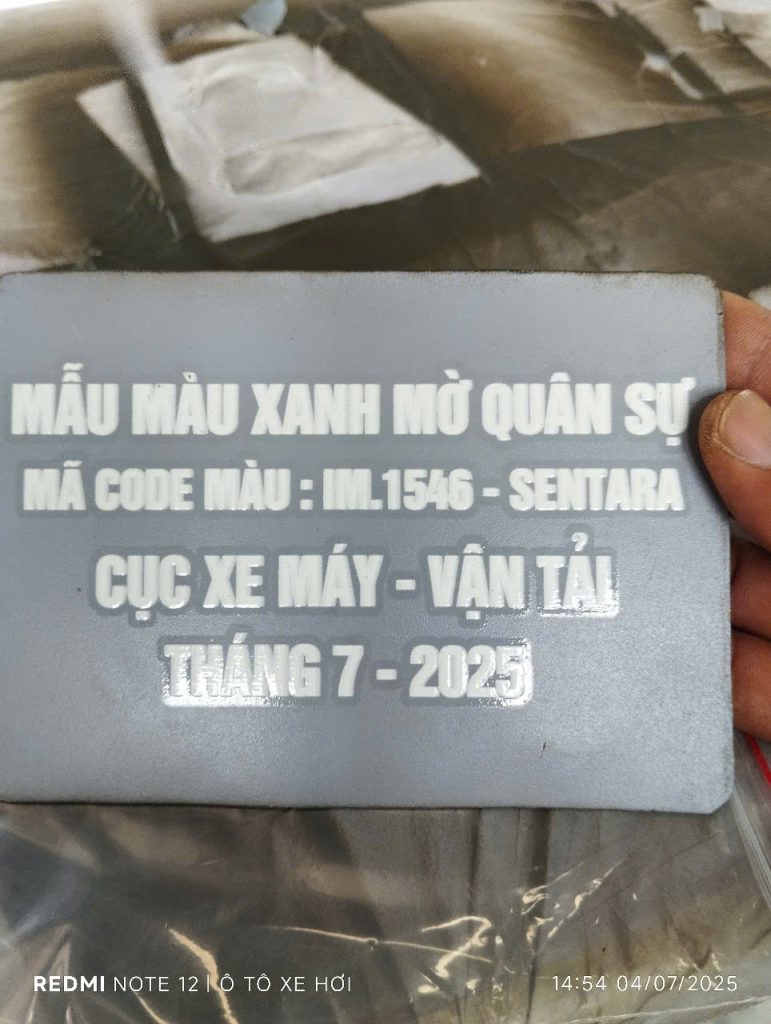 MẪU MÀU XANH MỜ QUÂN SỰ
MÃ CODE MÀU : IM.1546 - SENTARA
CỤC XE MÁY - VẬN TẢI
THÁNG 7 - 2025
REDMI NOTE 12 | Ô TÔ XE HƠI 14:54 04/07/2025